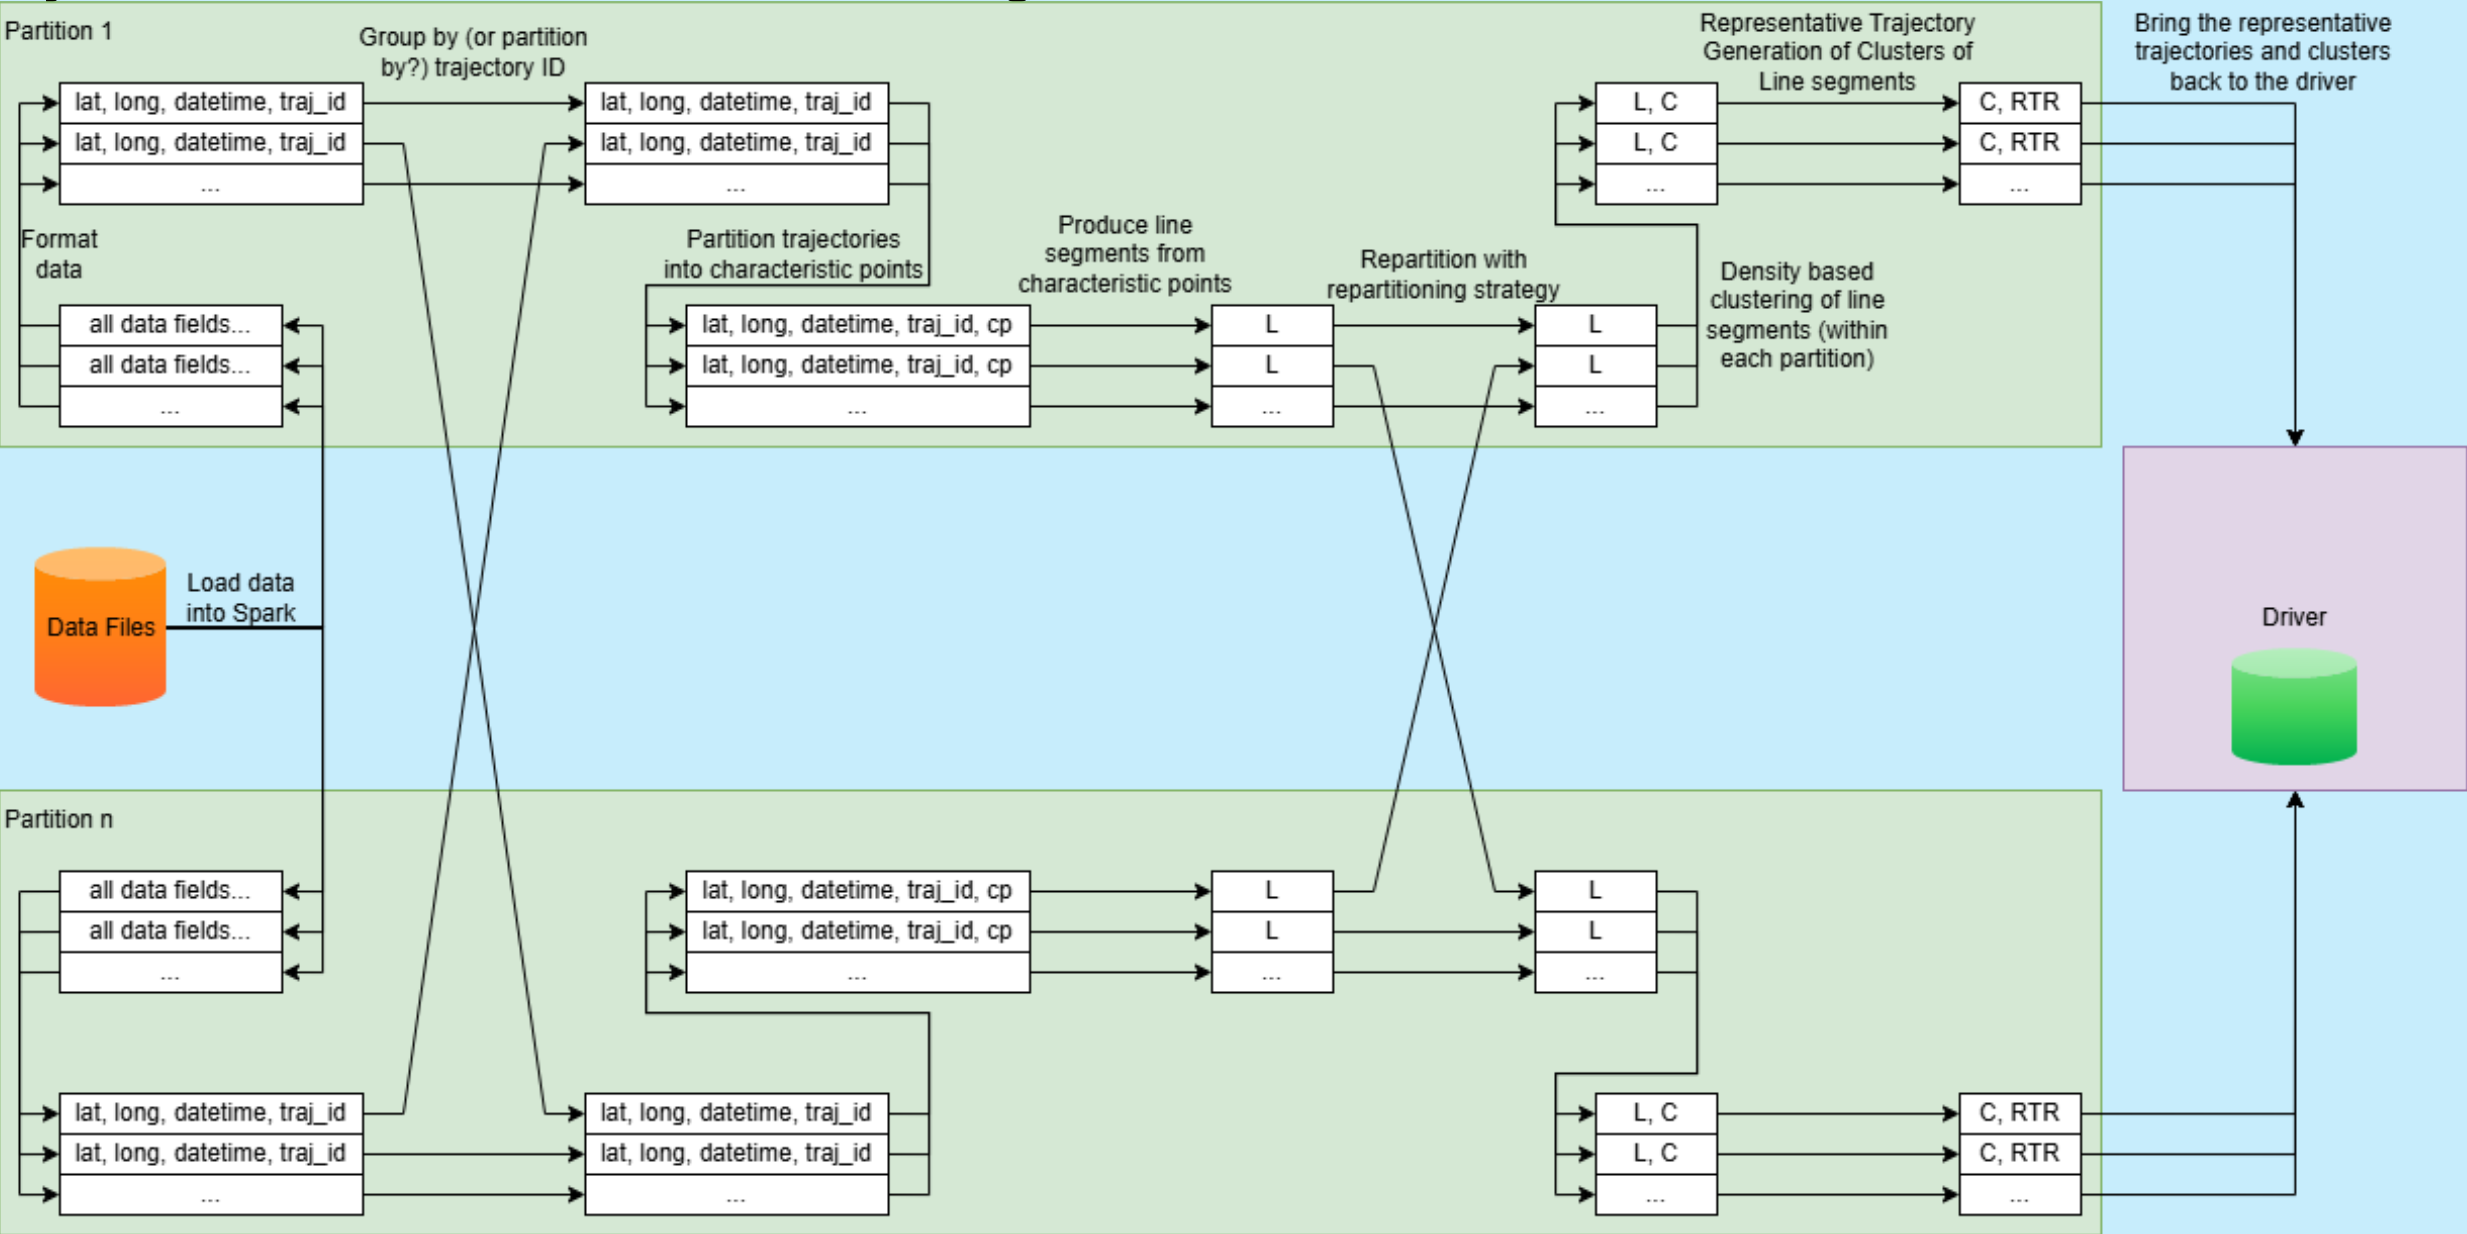 Partition 1
Group by (or partition
by?) trajectory ID
Representative Trajectory
Generation of Clusters of
Line segments
Bring the representative
trajectories and clusters
back to the driver
lat, long, datetime, traj_id
lat, long, datetime, traj_id
...
lat, long, datetime, traj_id
lat, long, datetime, traj_id
...
L, C
L, C
...
C, RTR
C, RTR
...
Format
data
Partition trajectories
into characteristic points
Produce line
segments from
characteristic points
Repartition with
repartitioning strategy
Density based
clustering of line
segments (within
each partition)
all data fields...
all data fields...
...
lat, long, datetime, traj_id, cp
lat, long, datetime, traj_id, cp
...
L
L
...
L
L
...
Data Files
Load data
into Spark
Driver
Partition n
all data fields...
all data fields...
...
lat, long, datetime, traj_id, cp
lat, long, datetime, traj_id, cp
...
L
L
...
L
L
...
lat, long, datetime, traj_id
lat, long, datetime, traj_id
...
lat, long, datetime, traj_id
lat, long, datetime, traj_id
...
L, C
L, C
...
C, RTR
C, RTR
...